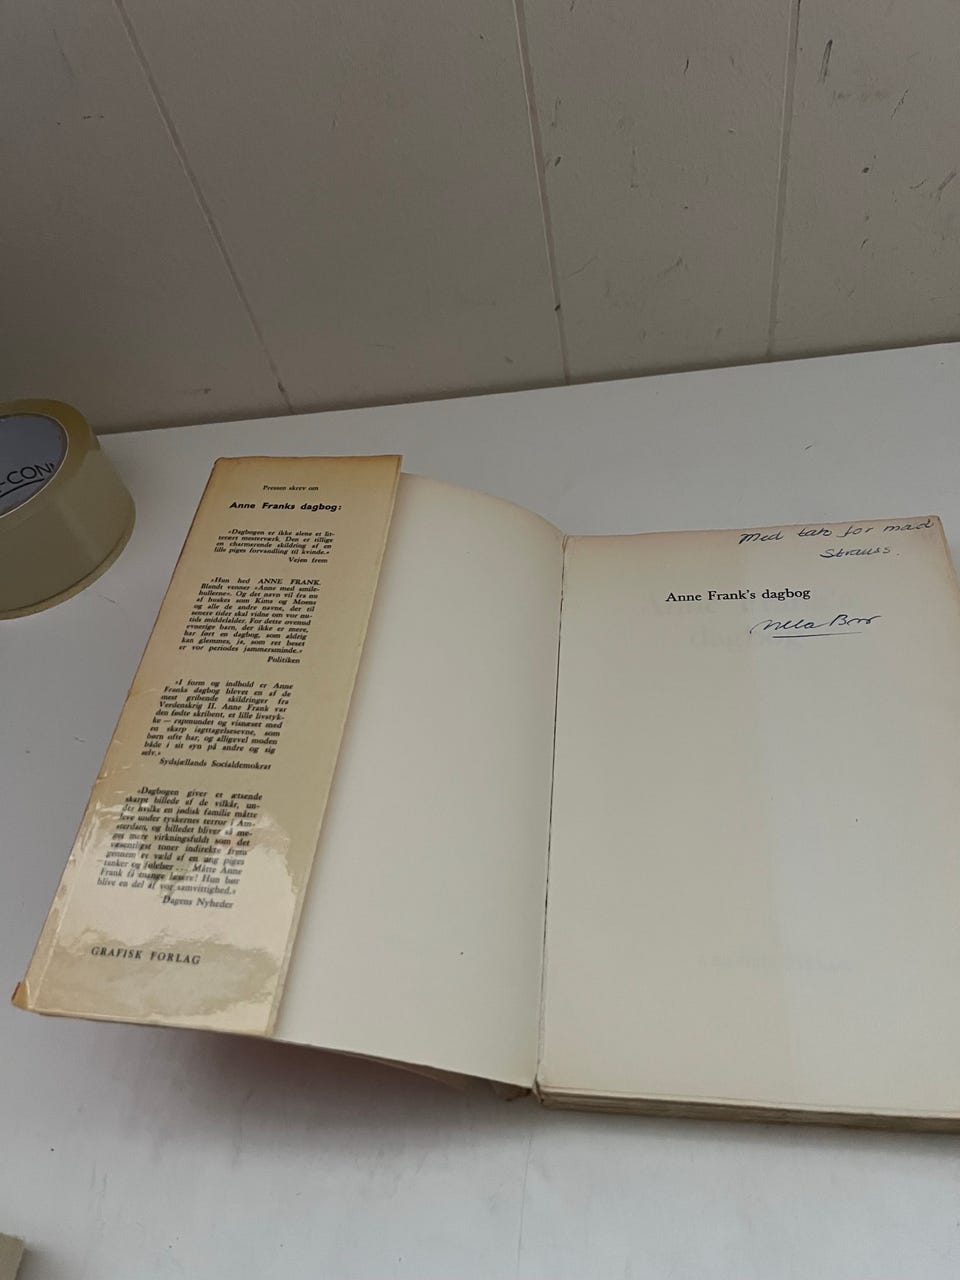 -CON
Pressen skrev om
Anne Franks dagbog:
»Dagbogen er ikke alene et lit-
terært mesterværk. Den er tillige
en charmerende skildring af en
lille piges forvandling til kvinde.«
Vejen frem
»Hun hed ANNE FRANK.
Blandt venner »Anne med smile-
hullerne«. Og det navn vil fra nu
af huskes som Kims og Moens
og alle de andre navne, der til
senere tider skal vidne om vor nu-
tids middelalder. For dette overnud
evnerige barn, der ikke er mere,
har ført en dagbog, som aldrig
kan glemmes, ja, som ret beset
er vor periodes jammersminde.«
Politiken
»I form og indhold er Anne
Franks dagbog blevet en af de
mest gribende skildringer fra
Verdenskrig II. Anne Frank var
den fødte skribent, et lille livstyk-
ke — rapmundet og visnæset med
en skarp iagttagelsesevne, som
børn ofte har, og alligevel moden
både i sit syn på andre og sig
selv.«
Sydsjællands Socialdemokrat
»Dagbogen giver et ætsende
skarpt billede af de vilkår, un-
der hvilke en jødisk familie måtte
leve under tyskernes terror i Am-
sterdam, og billedet bliver så me-
get mere virkningsfuldt som det
væsentligst toner indirekte frem
gennem et væld af en ung piges
tanker og følelser ... Måtte Anne
Frank få mange læsere! Hun bør
blive en del af vor samvittighed.«
Dagens Nyheder
GRAFISK FORLAG
Med tak for mad
Strauss.
Anne Frank's dagbog